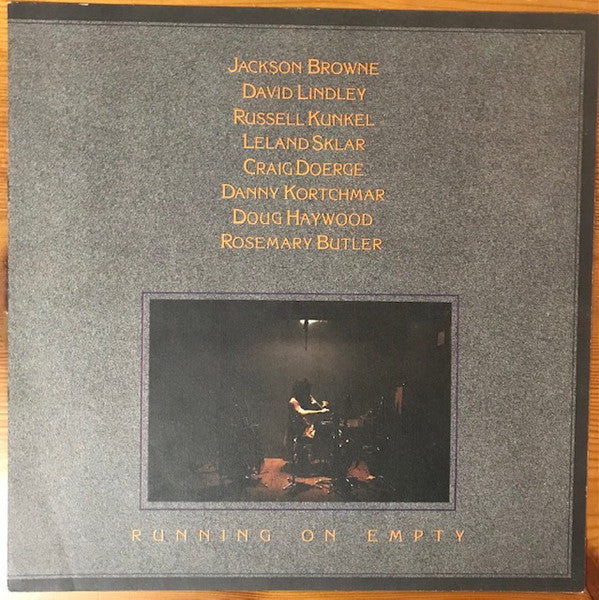 JACKSON BROWNE
DAVID LINDLEY
RUSSELL KUNKEL
LELAND SKLAR
CRAIG DOERGE
DANNY KORTCHMAR
DOUG HAYWOOD
ROSEMARY BUTLER
RUNNING ON EMPTY